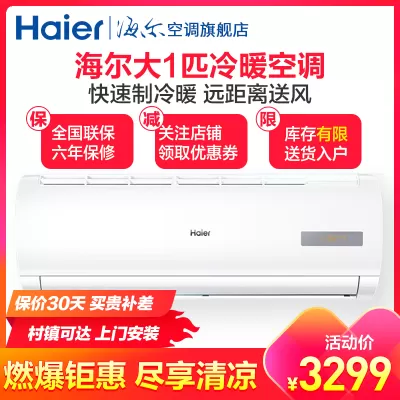 Haier 海尔 空调旗舰店
海尔大1匹冷暖空调
快速制冷暖 远距离送风
保 减 限
全国联保 关注店铺 库存有限
六年保修 领取优惠券 送货入户
Haier
保价30天 买贵补差
村镇可达 上门安装
活动价
燃爆钜惠 尽享清凉 ¥3299